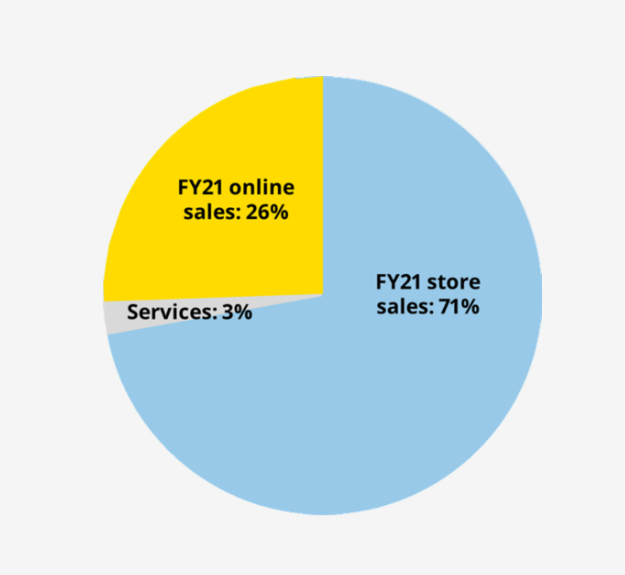 FY21 online
sales: 26%
FY21 store
sales: 71%
Services: 3%